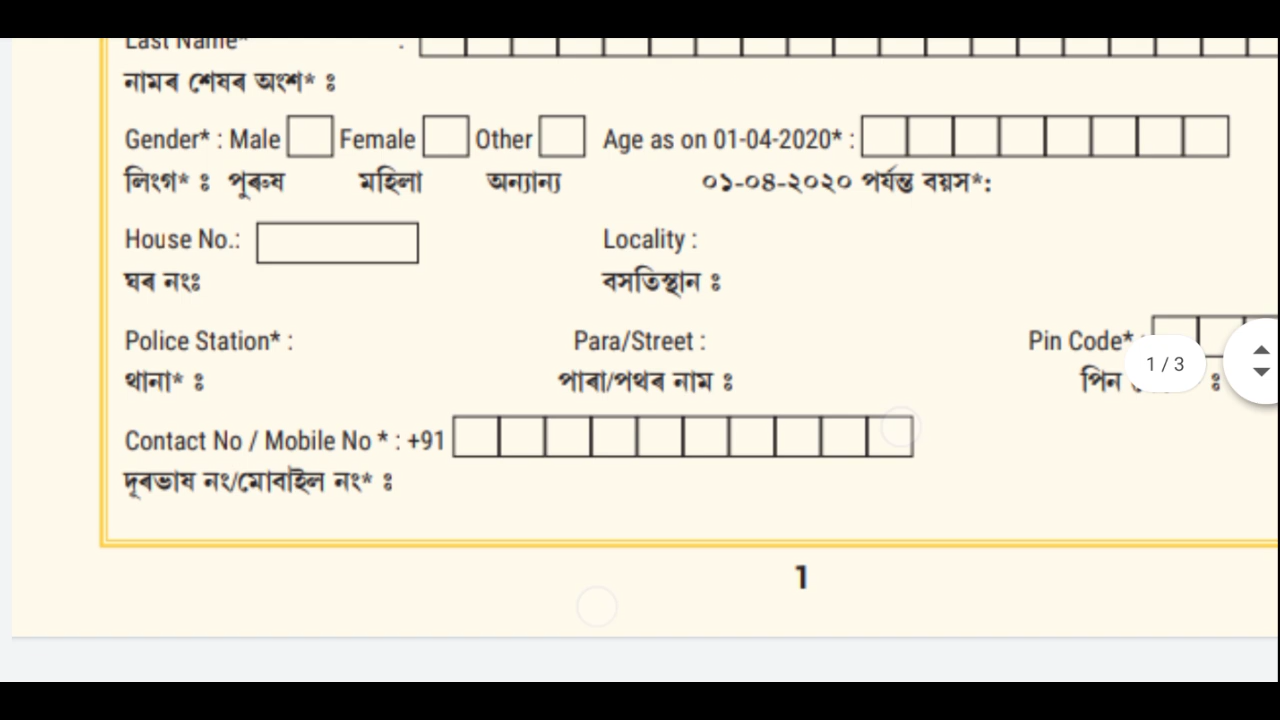 Last Name* :
নামৰ শেষৰ অংশ* ঃ
Gender* : Male Female Other Age as on 01-04-2020* :
লিংগ* ঃ পুৰুষ মহিলা অন্যান্য ০১-০৪-২০২০ পৰ্যন্ত বয়স*:
House No.: Locality :
ঘৰ নংঃ বসতিস্থান ঃ
Police Station* : Para/Street : Pin Code* :
থানা* ঃ পাৰা/পথৰ নাম ঃ পিন ঃ
1 / 3
Contact No / Mobile No * : +91
দূৰভাষ নং/মোবাইল নং* ঃ
1